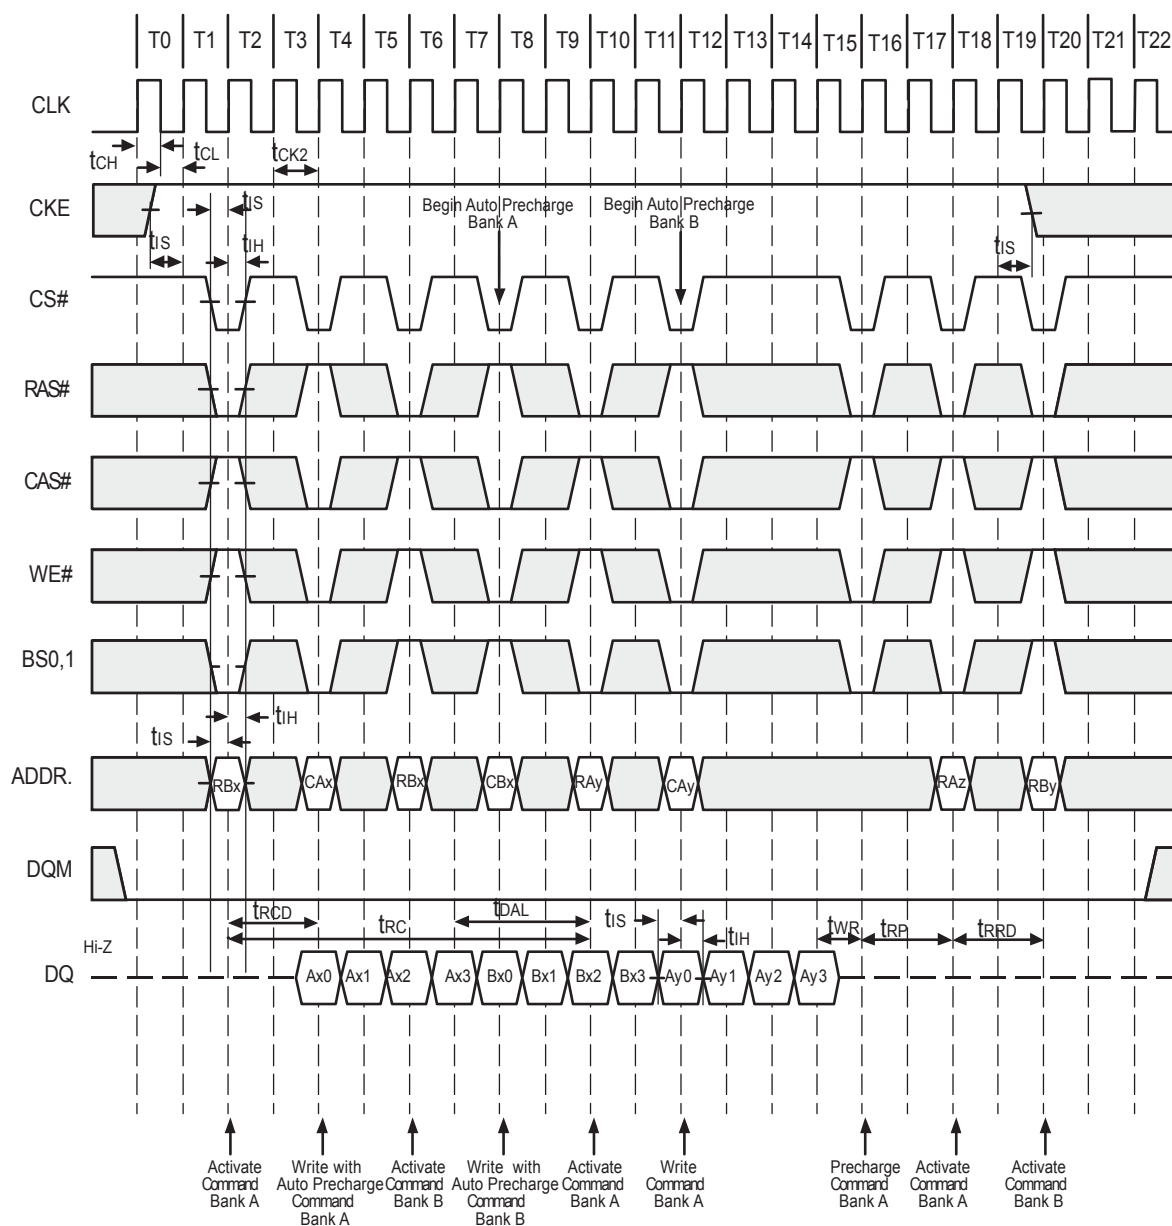 T0 T1 T2 T3 T4 T5 T6 T7 T8 T9 T10 T11 T12 T13 T14 T15 T16 T17 T18 T19 T20 T21 T22
CLK
tCH tCL tCK2
CKE
tIS
Begin Auto Precharge
Bank A
Begin Auto Precharge
Bank B
tIS tIH tIS
CS#
RAS#
CAS#
WE#
BS0,1
tIH
tIS
ADDR.
RBx CAx RBx CBx RAy CAy RAz RBy
DQM
tRCD tDAL tIS tWR tRP tRRD
tRC tIH
Hi-Z
DQ
Ax0 Ax1 Ax2 Ax3 Bx0 Bx1 Bx2 Bx3 Ay0 Ay1 Ay2 Ay3
Activate
Command
Bank A
Write with
Auto Precharge
Command
Bank A
Activate
Command
Bank B
Write with
Auto Precharge
Command
Bank B
Activate
Command
Bank A
Write
Command
Bank A
Precharge
Command
Bank A
Activate
Command
Bank A
Activate
Command
Bank B